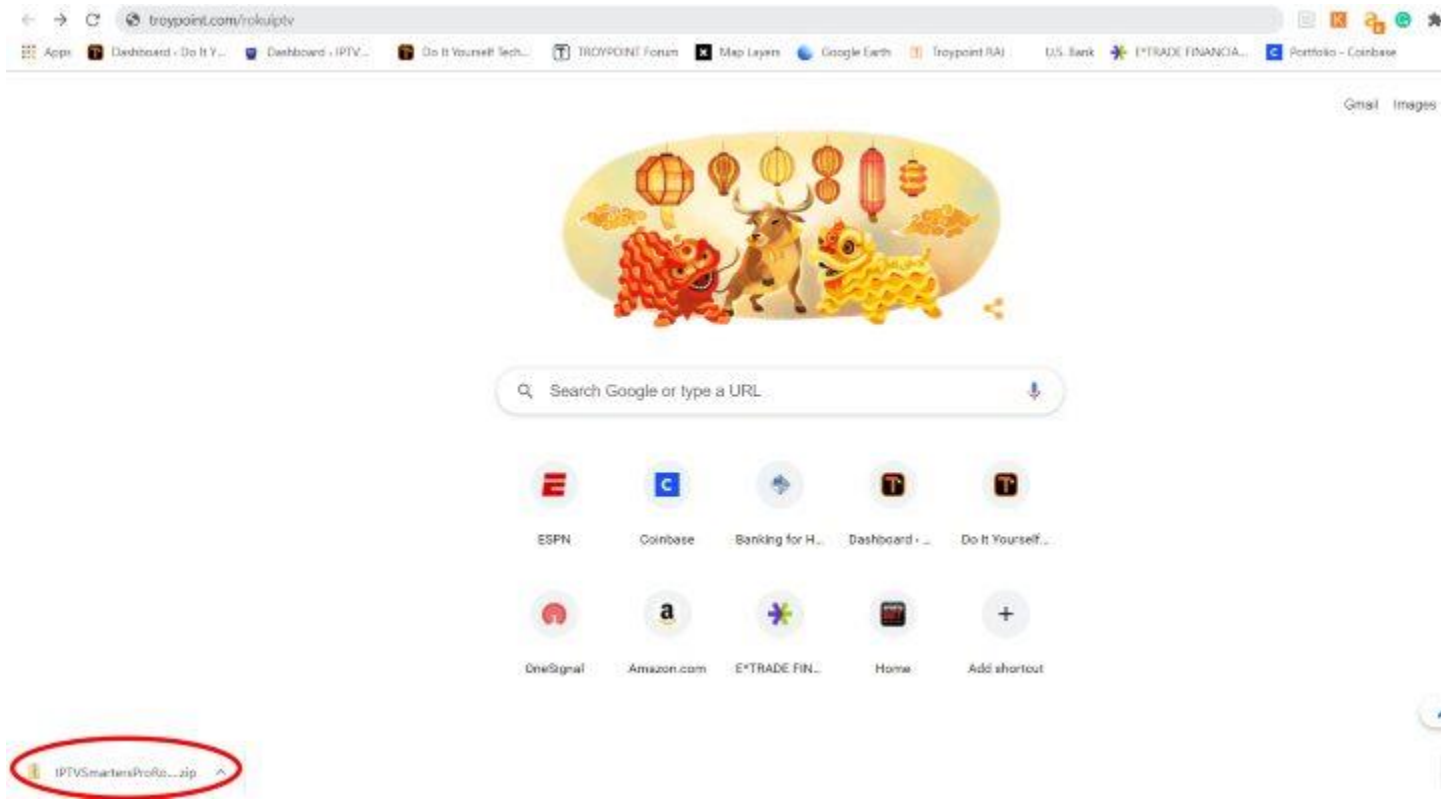 troypoint.com/rokuiptv
Apps Dashboard ‹ Do It Y... Dashboard ‹ IPTV... Do It Yourself Tech... TROYPOINT Forum Map Layers Google Earth Troypoint RAI U.S. Bank E*TRADE FINANCIA... Portfolio – Coinbase
Gmail Images
Search Google or type a URL
ESPN Coinbase Banking for H... Dashboard ‹ ... Do It Yourself...
OneSignal Amazon.com E*TRADE FIN... Home Add shortcut
IPTVSmartersProRo....zip